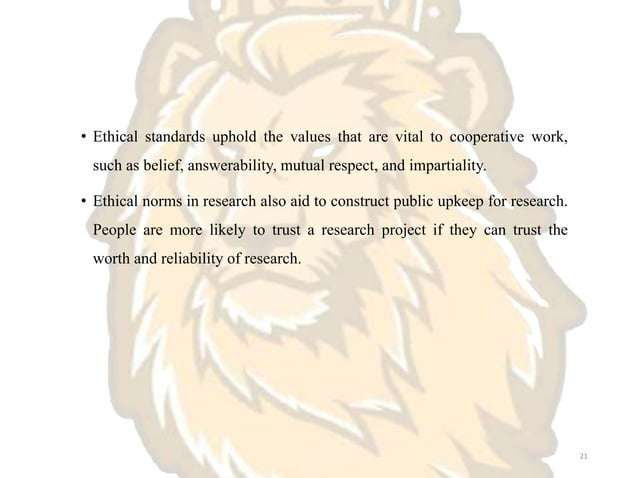 • Ethical standards uphold the values that are vital to cooperative work,
such as belief, answerability, mutual respect, and impartiality.
• Ethical norms in research also aid to construct public upkeep for research.
People are more likely to trust a research project if they can trust the
worth and reliability of research.
21